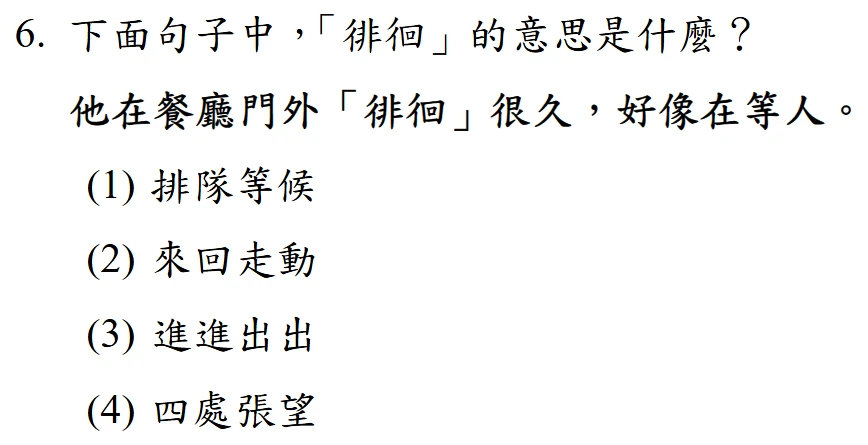 6. 下面句子中，「徘徊」的意思是什麼？
他在餐廳門外「徘徊」很久，好像在等人。
(1) 排隊等候
(2) 來回走動
(3) 進進出出
(4) 四處張望